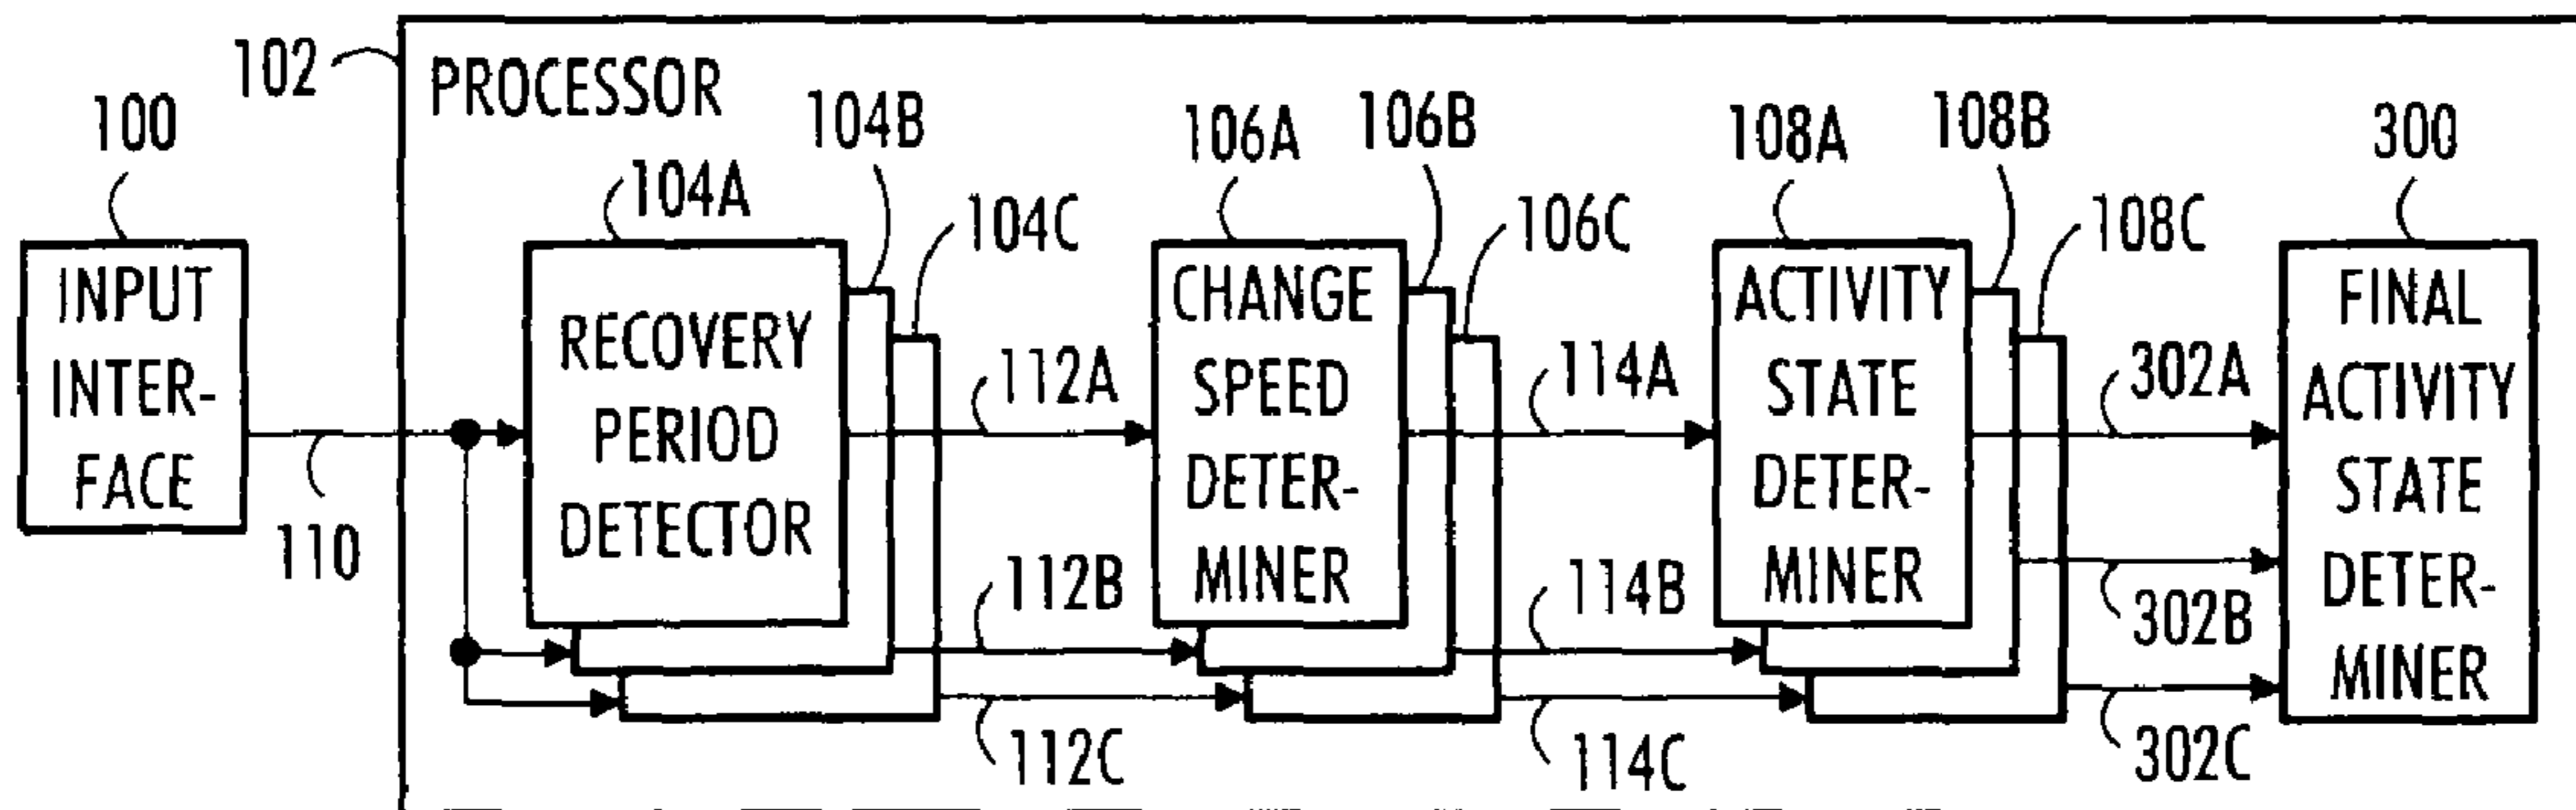 102
PROCESSOR
100
104A
104B
104C
106A
106B
106C
108A
108B
108C
300
INPUT
INTER-
FACE
110
RECOVERY
PERIOD
DETECTOR
112A
112B
112C
CHANGE
SPEED
DETER-
MINER
114A
114B
114C
ACTIVITY
STATE
DETER-
MINER
302A
302B
302C
FINAL
ACTIVITY
STATE
DETER-
MINER